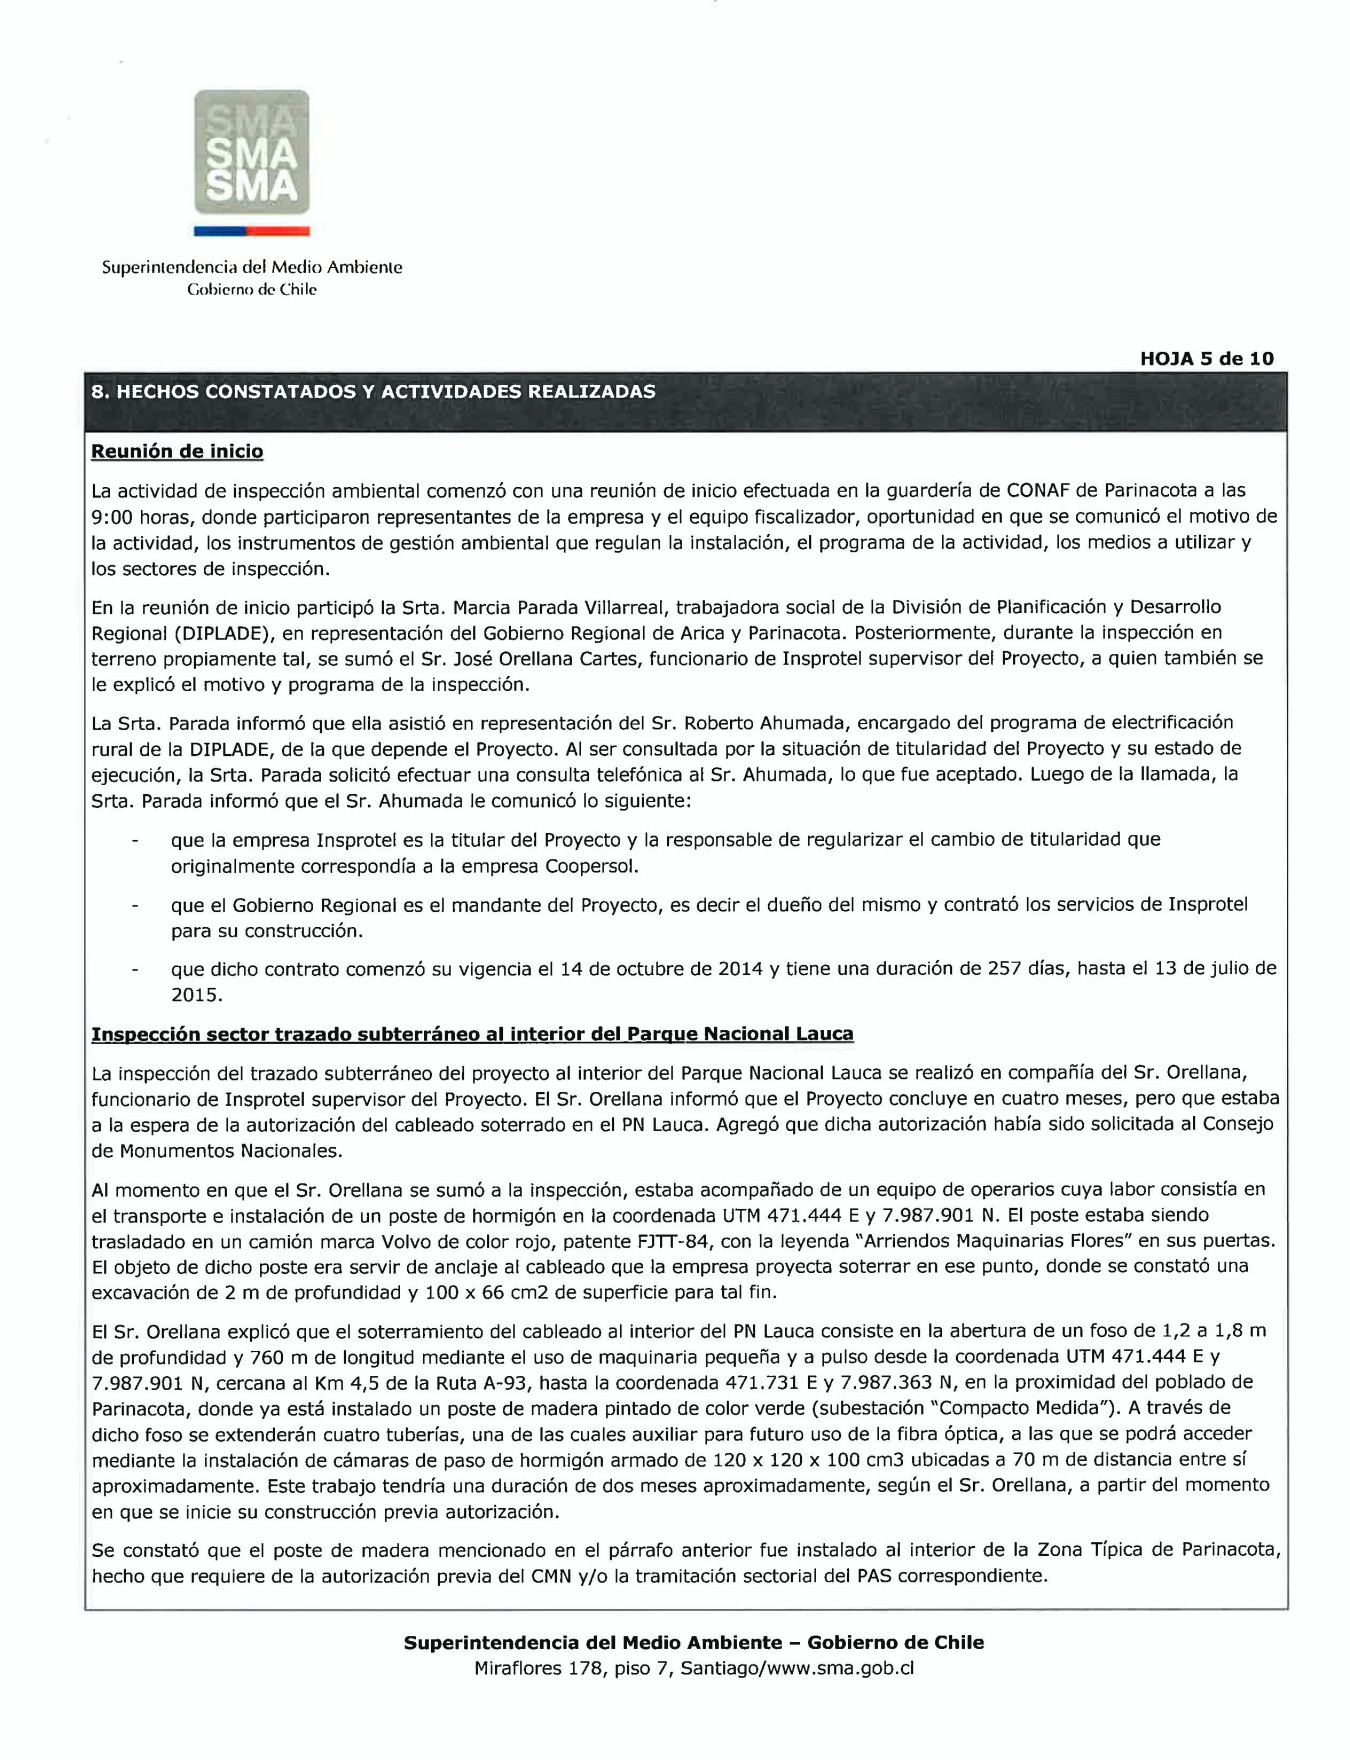 SMA
SMA
SMA
Superintendencia del Medio Ambiente
Gobierno de Chile
HOJA 5 de 10
8. HECHOS CONSTATADOS Y ACTIVIDADES REALIZADAS
Reunión de inicio
La actividad de inspección ambiental comenzó con una reunión de inicio efectuada en la guardería de CONAF de Parinacota a las
9:00 horas, donde participaron representantes de la empresa y el equipo fiscalizador, oportunidad en que se comunicó el motivo de
la actividad, los instrumentos de gestión ambiental que regulan la instalación, el programa de la actividad, los medios a utilizar y
los sectores de inspección.
En la reunión de inicio participó la Srta. Marcia Parada Villarreal, trabajadora social de la División de Planificación y Desarrollo
Regional (DIPLADE), en representación del Gobierno Regional de Arica y Parinacota. Posteriormente, durante la inspección en
terreno propiamente tal, se sumó el Sr. José Orellana Cartes, funcionario de Insprotel supervisor del Proyecto, a quien también se
le explicó el motivo y programa de la inspección.
La Srta. Parada informó que ella asistió en representación del Sr. Roberto Ahumada, encargado del programa de electrificación
rural de la DIPLADE, de la que depende el Proyecto. Al ser consultada por la situación de titularidad del Proyecto y su estado de
ejecución, la Srta. Parada solicitó efectuar una consulta telefónica al Sr. Ahumada, lo que fue aceptado. Luego de la llamada, la
Srta. Parada informó que el Sr. Ahumada le comunicó lo siguiente:
- que la empresa Insprotel es la titular del Proyecto y la responsable de regularizar el cambio de titularidad que
originalmente correspondía a la empresa Coopersol.
- que el Gobierno Regional es el mandante del Proyecto, es decir el dueño del mismo y contrató los servicios de Insprotel
para su construcción.
- que dicho contrato comenzó su vigencia el 14 de octubre de 2014 y tiene una duración de 257 días, hasta el 13 de julio de
2015.
Inspección sector trazado subterráneo al interior del Parque Nacional Lauca
La inspección del trazado subterráneo del proyecto al interior del Parque Nacional Lauca se realizó en compañía del Sr. Orellana,
funcionario de Insprotel supervisor del Proyecto. El Sr. Orellana informó que el Proyecto concluye en cuatro meses, pero que estaba
a la espera de la autorización del cableado soterrado en el PN Lauca. Agregó que dicha autorización había sido solicitada al Consejo
de Monumentos Nacionales.
Al momento en que el Sr. Orellana se sumó a la inspección, estaba acompañado de un equipo de operarios cuya labor consistía en
el transporte e instalación de un poste de hormigón en la coordenada UTM 471.444 E y 7.987.901 N. El poste estaba siendo
trasladado en un camión marca Volvo de color rojo, patente FJTT-84, con la leyenda "Arriendos Maquinarias Flores" en sus puertas.
El objeto de dicho poste era servir de anclaje al cableado que la empresa proyecta soterrar en ese punto, donde se constató una
excavación de 2 m de profundidad y 100 x 66 cm2 de superficie para tal fin.
El Sr. Orellana explicó que el soterramiento del cableado al interior del PN Lauca consiste en la abertura de un foso de 1,2 a 1,8 m
de profundidad y 760 m de longitud mediante el uso de maquinaria pequeña y a pulso desde la coordenada UTM 471.444 E y
7.987.901 N, cercana al Km 4,5 de la Ruta A-93, hasta la coordenada 471.731 E y 7.987.363 N, en la proximidad del poblado de
Parinacota, donde ya está instalado un poste de madera pintado de color verde (subestación "Compacto Medida"). A través de
dicho foso se extenderán cuatro tuberías, una de las cuales auxiliar para futuro uso de la fibra óptica, a las que se podrá acceder
mediante la instalación de cámaras de paso de hormigón armado de 120 x 120 x 100 cm3 ubicadas a 70 m de distancia entre sí
aproximadamente. Este trabajo tendría una duración de dos meses aproximadamente, según el Sr. Orellana, a partir del momento
en que se inicie su construcción previa autorización.
Se constató que el poste de madera mencionado en el párrafo anterior fue instalado al interior de la Zona Típica de Parinacota,
hecho que requiere de la autorización previa del CMN y/o la tramitación sectorial del PAS correspondiente.
Superintendencia del Medio Ambiente – Gobierno de Chile
Miraflores 178, piso 7, Santiago/www.sma.gob.cl